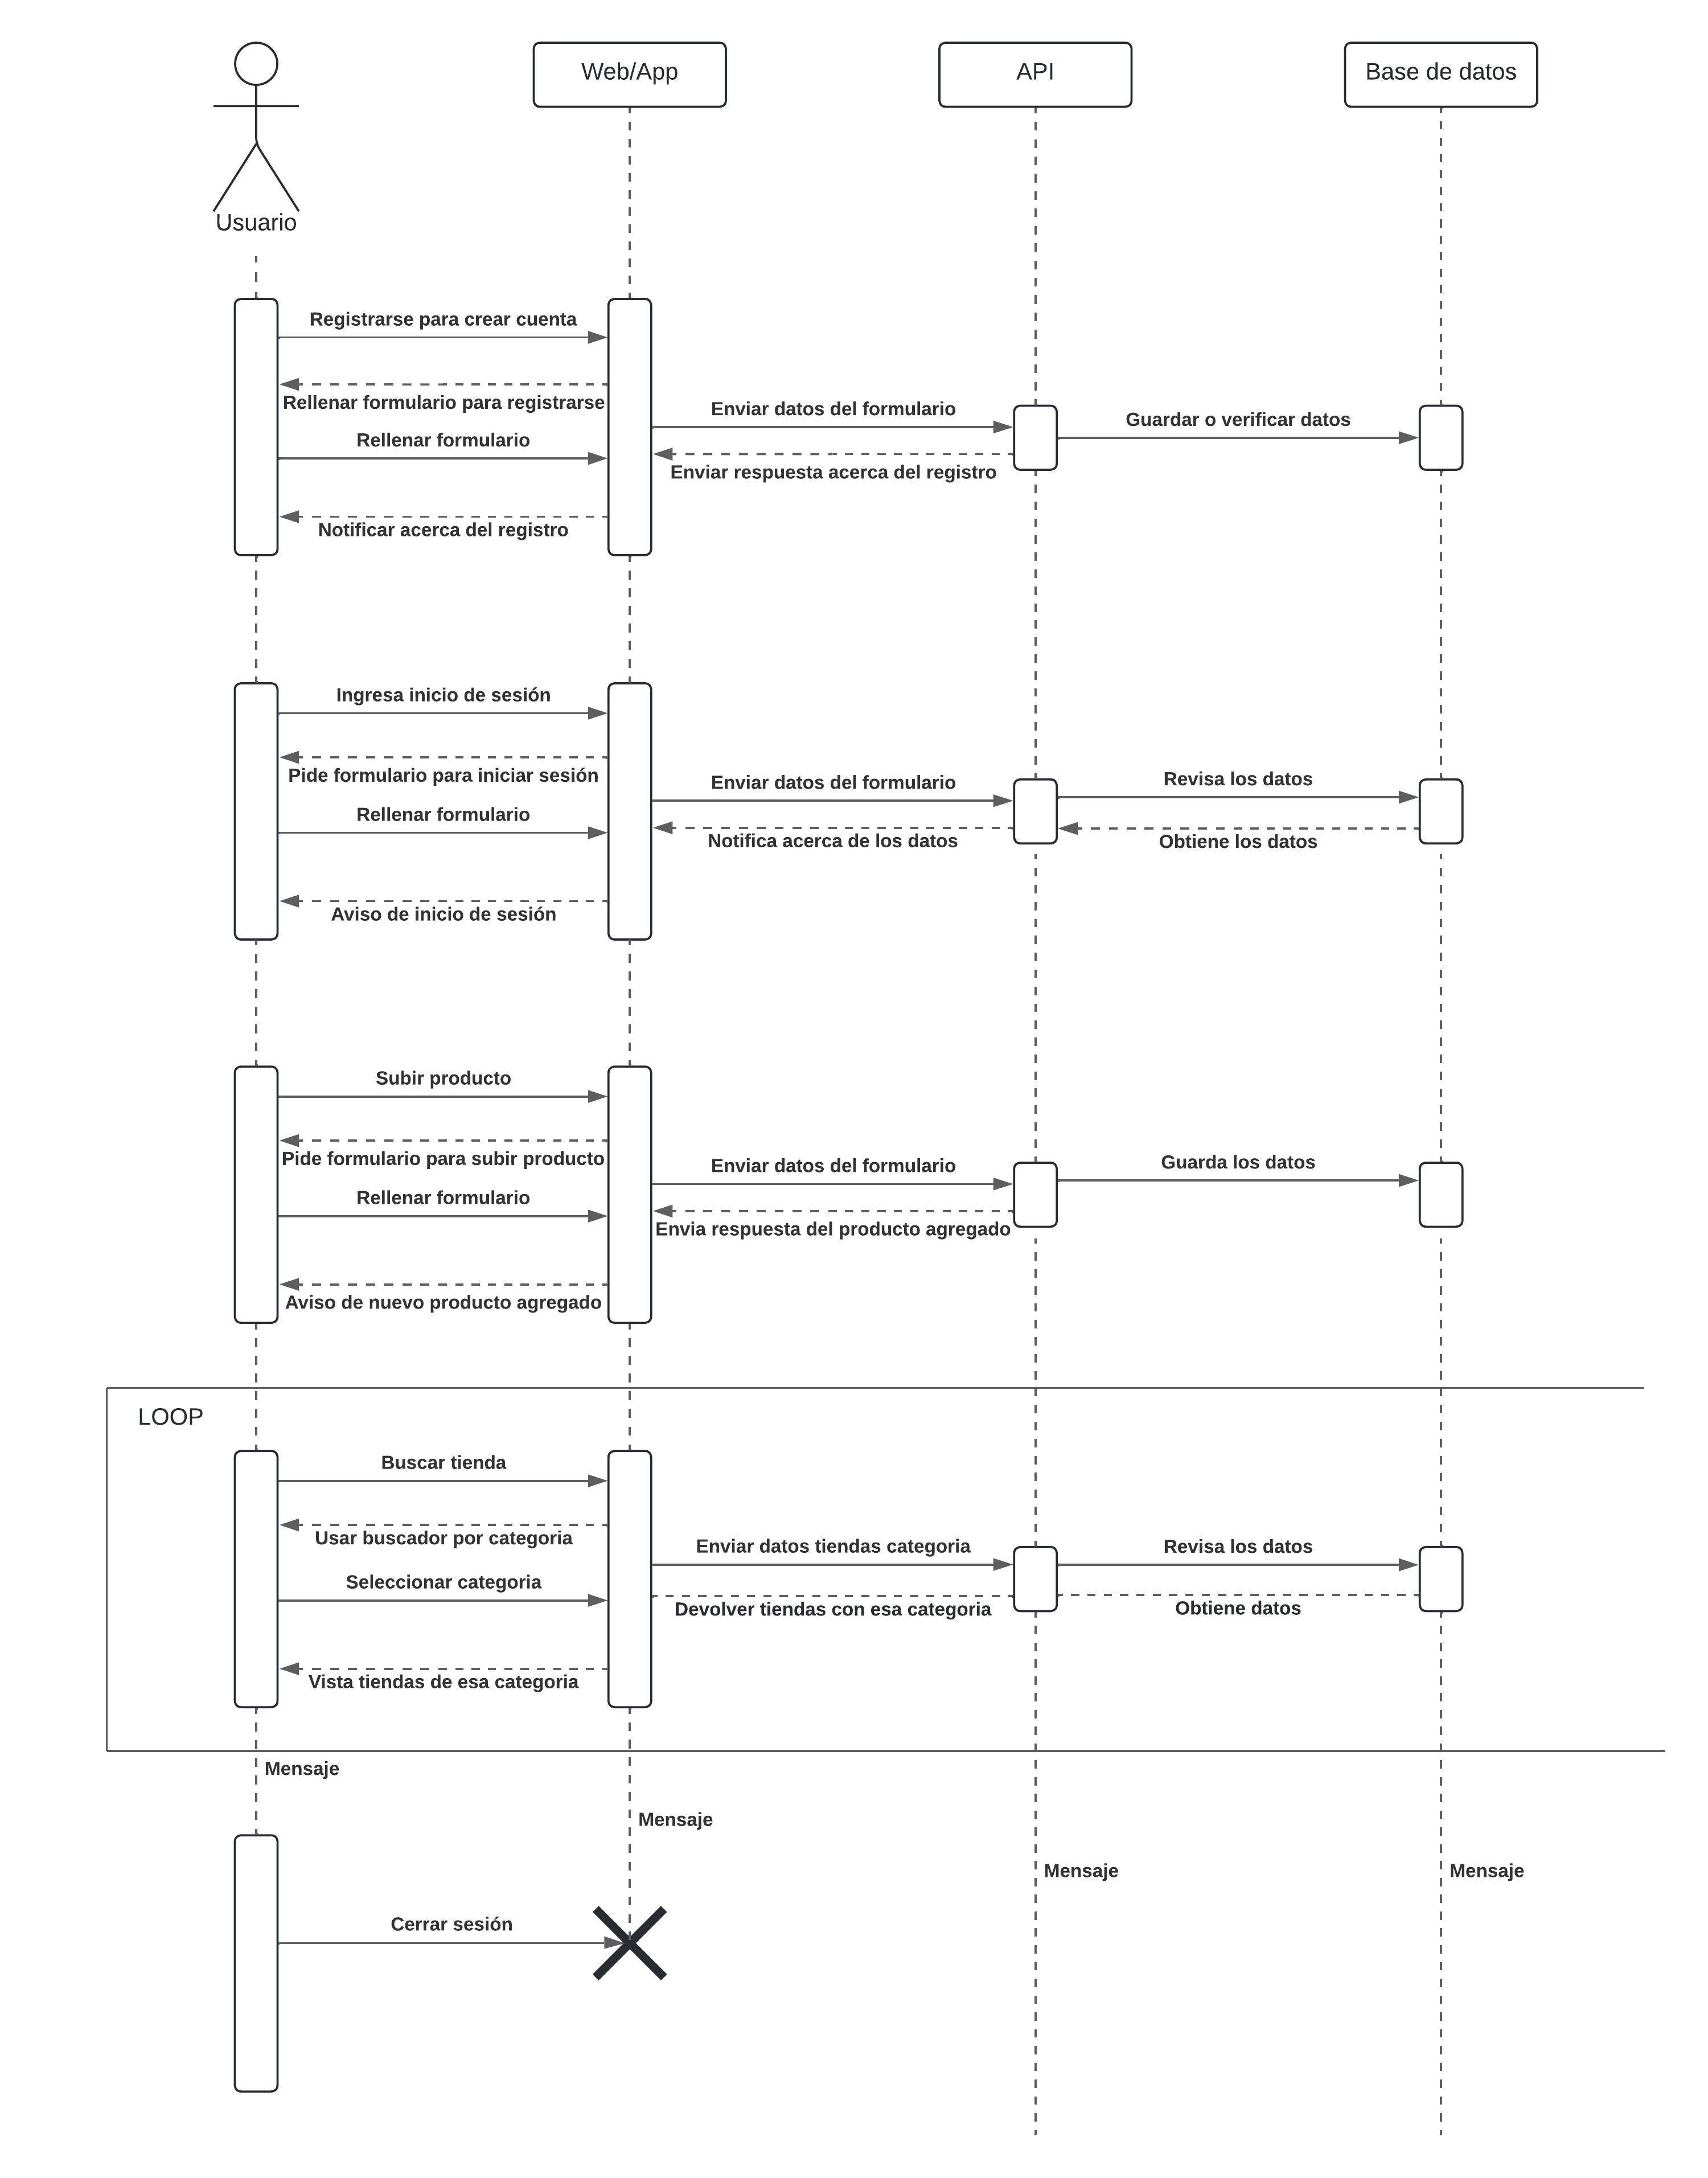 Web/App
API
Base de datos
Usuario
Registrarse para crear cuenta
Rellenar formulario para registrarse
Enviar datos del formulario
Guardar o verificar datos
Rellenar formulario
Enviar respuesta acerca del registro
Notificar acerca del registro
Ingresa inicio de sesión
Pide formulario para iniciar sesión
Enviar datos del formulario
Revisa los datos
Rellenar formulario
Notifica acerca de los datos
Obtiene los datos
Aviso de inicio de sesión
Subir producto
Pide formulario para subir producto
Enviar datos del formulario
Guarda los datos
Rellenar formulario
Envia respuesta del producto agregado
Aviso de nuevo producto agregado
LOOP
Buscar tienda
Usar buscador por categoria
Enviar datos tiendas categoria
Revisa los datos
Seleccionar categoria
Devolver tiendas con esa categoria
Obtiene datos
Vista tiendas de esa categoria
Mensaje
Mensaje
Mensaje
Mensaje
Cerrar sesión